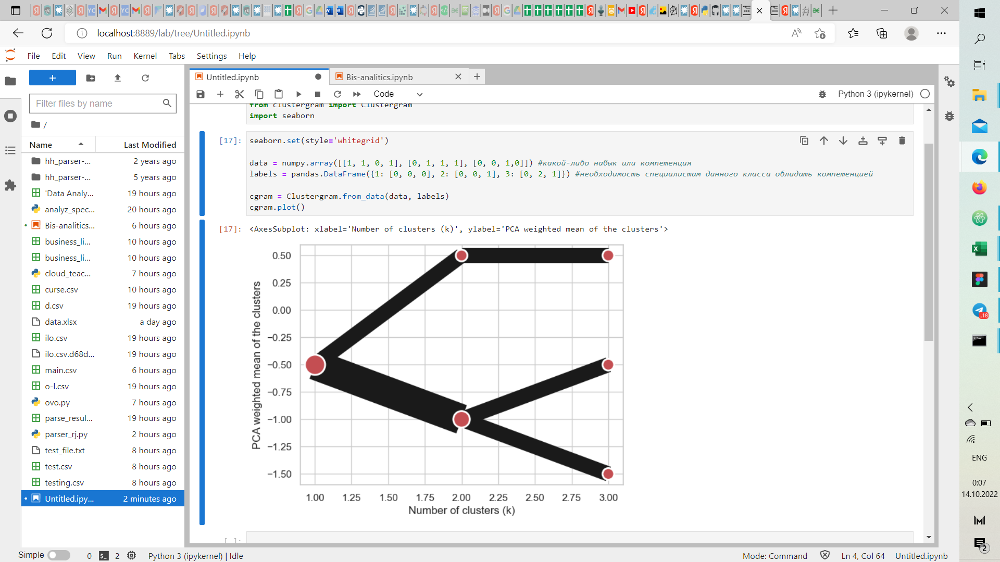 localhost:8889/lab/tree/Untitled.ipynb
File Edit View Run Kernel Tabs Settings Help
Untitled.ipynb
Bis-analitics.ipynb
Code
Python 3 (ipykernel)
Filter files by name
/
Name Last Modified
hh_parser-... 2 years ago
hh_parser-... 5 years ago
'Data Analy... 19 hours ago
analyz_spec... 20 hours ago
Bis-analitics... 6 hours ago
business_li... 10 hours ago
business_li... 10 hours ago
cloud_teac... 7 hours ago
curse.csv 10 hours ago
d.csv 19 hours ago
data.xlsx a day ago
ilo.csv 19 hours ago
ilo.csv.d68d... 19 hours ago
main.csv 6 hours ago
o-l.csv 19 hours ago
ovo.py 7 hours ago
parse_resul... 19 hours ago
parser_rj.py 2 hours ago
test_file.txt 8 hours ago
test.csv 8 hours ago
testing.csv 8 hours ago
Untitled.ipy... 2 minutes ago
from clustergram import Clustergram
import seaborn
[17]: seaborn.set(style='whitegrid')
data = numpy.array([[1, 1, 0, 1], [0, 1, 1, 1], [0, 0, 1,0]]) #какой-либо навык или компетенция
labels = pandas.DataFrame({1: [0, 0, 0], 2: [0, 0, 1], 3: [0, 2, 1]}) #необходимость специалистам данного класса обладать компетенцией
cgram = Clustergram.from_data(data, labels)
cgram.plot()
[17]: <AxesSubplot: xlabel='Number of clusters (k)', ylabel='PCA weighted mean of the clusters'>
PCA weighted mean of the clusters
0.50
0.25
0.00
−0.25
−0.50
−0.75
−1.00
−1.25
−1.50
1.00 1.25 1.50 1.75 2.00 2.25 2.50 2.75 3.00
Number of clusters (k)
[ ]:
Simple 0 2 Python 3 (ipykernel) | Idle
Mode: Command Ln 4, Col 64 Untitled.ipynb
..18
ENG
0:07
14.10.2022
2